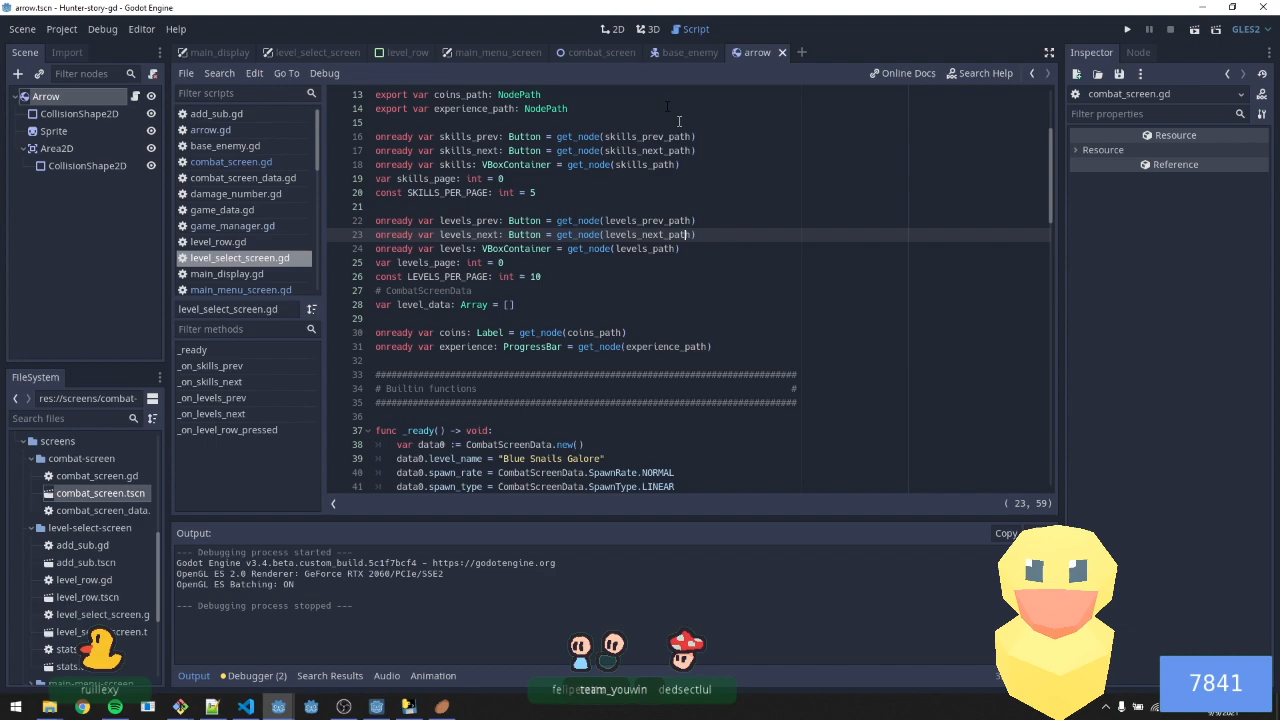 arrow.tscn - Hunter-story-gd - Godot Engine
Scene Project Debug Editor Help
2D 3D Script
GLES2
Scene Import
main_display level_select_screen level_row main_menu_screen combat_screen base_enemy arrow
Inspector Node
Filter nodes
File Search Edit Go To Debug
Online Docs Search Help
Arrow
CollisionShape2D
Sprite
Area2D
CollisionShape2D
Filter scripts
add_sub.gd
arrow.gd
base_enemy.gd
combat_screen.gd
combat_screen_data.gd
damage_number.gd
game_data.gd
game_manager.gd
level_row.gd
level_select_screen.gd
main_display.gd
main_menu_screen.gd
level_select_screen.gd
Filter methods
_ready
_on_skills_prev
_on_skills_next
_on_levels_prev
_on_levels_next
_on_level_row_pressed
13 export var coins_path: NodePath
14 export var experience_path: NodePath
15
16 onready var skills_prev: Button = get_node(skills_prev_path)
17 onready var skills_next: Button = get_node(skills_next_path)
18 onready var skills: VBoxContainer = get_node(skills_path)
19 var skills_page: int = 0
20 const SKILLS_PER_PAGE: int = 5
21
22 onready var levels_prev: Button = get_node(levels_prev_path)
23 onready var levels_next: Button = get_node(levels_next_path)
24 onready var levels: VBoxContainer = get_node(levels_path)
25 var levels_page: int = 0
26 const LEVELS_PER_PAGE: int = 10
27 # CombatScreenData
28 var level_data: Array = []
29
30 onready var coins: Label = get_node(coins_path)
31 onready var experience: ProgressBar = get_node(experience_path)
32
33 ###############################################################################
34 # Builtin functions #
35 ###############################################################################
36
37 func _ready() -> void:
38 var data0 := CombatScreenData.new()
39 data0.level_name = "Blue Snails Galore"
40 data0.spawn_rate = CombatScreenData.SpawnRate.NORMAL
41 data0.spawn_type = CombatScreenData.SpawnType.LINEAR
( 23, 59)
combat_screen.gd
Filter properties
Resource
Resource
Reference
FileSystem
res://screens/combat-
Search files
screens
combat-screen
combat_screen.gd
combat_screen.tscn
combat_screen_data.
level-select-screen
add_sub.gd
add_sub.tscn
level_row.gd
level_row.tscn
level_select_screen.g
level_s
een.t
stats
stats
main-menu-screen
Output:
Copy
--- Debugging process started ---
Godot Engine v3.4.beta.custom_build.5c1f7bcf4 - https://godotengine.org
OpenGL ES 2.0 Renderer: GeForce RTX 2060/PCIe/SSE2
OpenGL ES Batching: ON
--- Debugging process stopped ---
Output Debugger (2) Search Results Audio Animation
ruillexy
team_youwin
dedsectful
7841